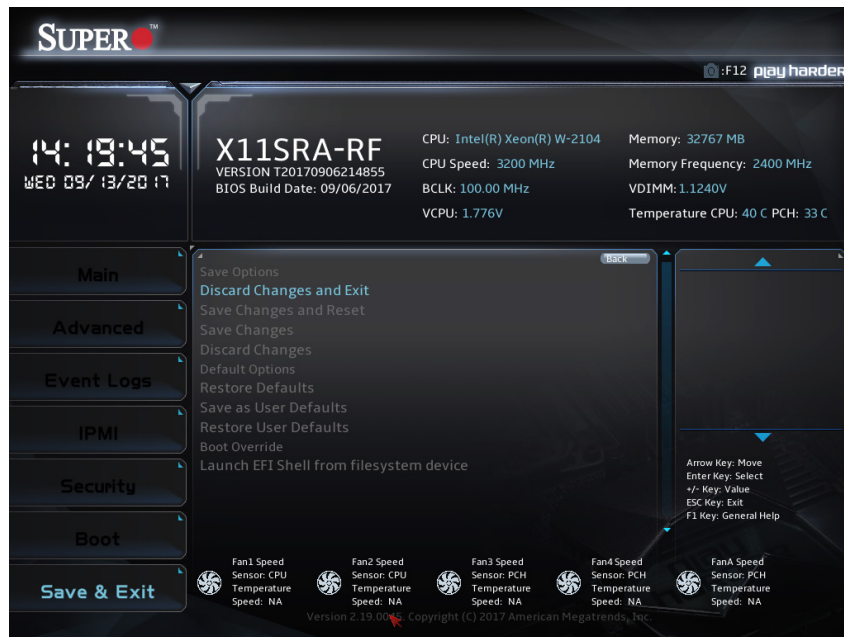 SUPER™
:F12 play harder
14:19:45
WED 09/13/2017
X11SRA-RF
VERSION T20170906214855
BIOS Build Date: 09/06/2017
CPU: Intel(R) Xeon(R) W-2104
CPU Speed: 3200 MHz
BCLK: 100.00 MHz
VCPU: 1.776V
Memory: 32767 MB
Memory Frequency: 2400 MHz
VDIMM:1.1240V
Temperature CPU: 40 C PCH: 33 C
Main
Advanced
Event Logs
IPMI
Security
Boot
Save & Exit
Back
Save Options
Discard Changes and Exit
Save Changes and Reset
Save Changes
Discard Changes
Default Options
Restore Defaults
Save as User Defaults
Restore User Defaults
Boot Override
Launch EFI Shell from filesystem device
Arrow Key: Move
Enter Key: Select
+/- Key: Value
ESC Key: Exit
F1 Key: General Help
Fan1 Speed
Sensor: CPU
Temperature
Speed: NA
Fan2 Speed
Sensor: CPU
Temperature
Speed: NA
Fan3 Speed
Sensor: PCH
Temperature
Speed: NA
Fan4 Speed
Sensor: PCH
Temperature
Speed: NA
FanA Speed
Sensor: PCH
Temperature
Speed: NA
Version 2.19.0045. Copyright (C) 2017 American Megatrends, Inc.